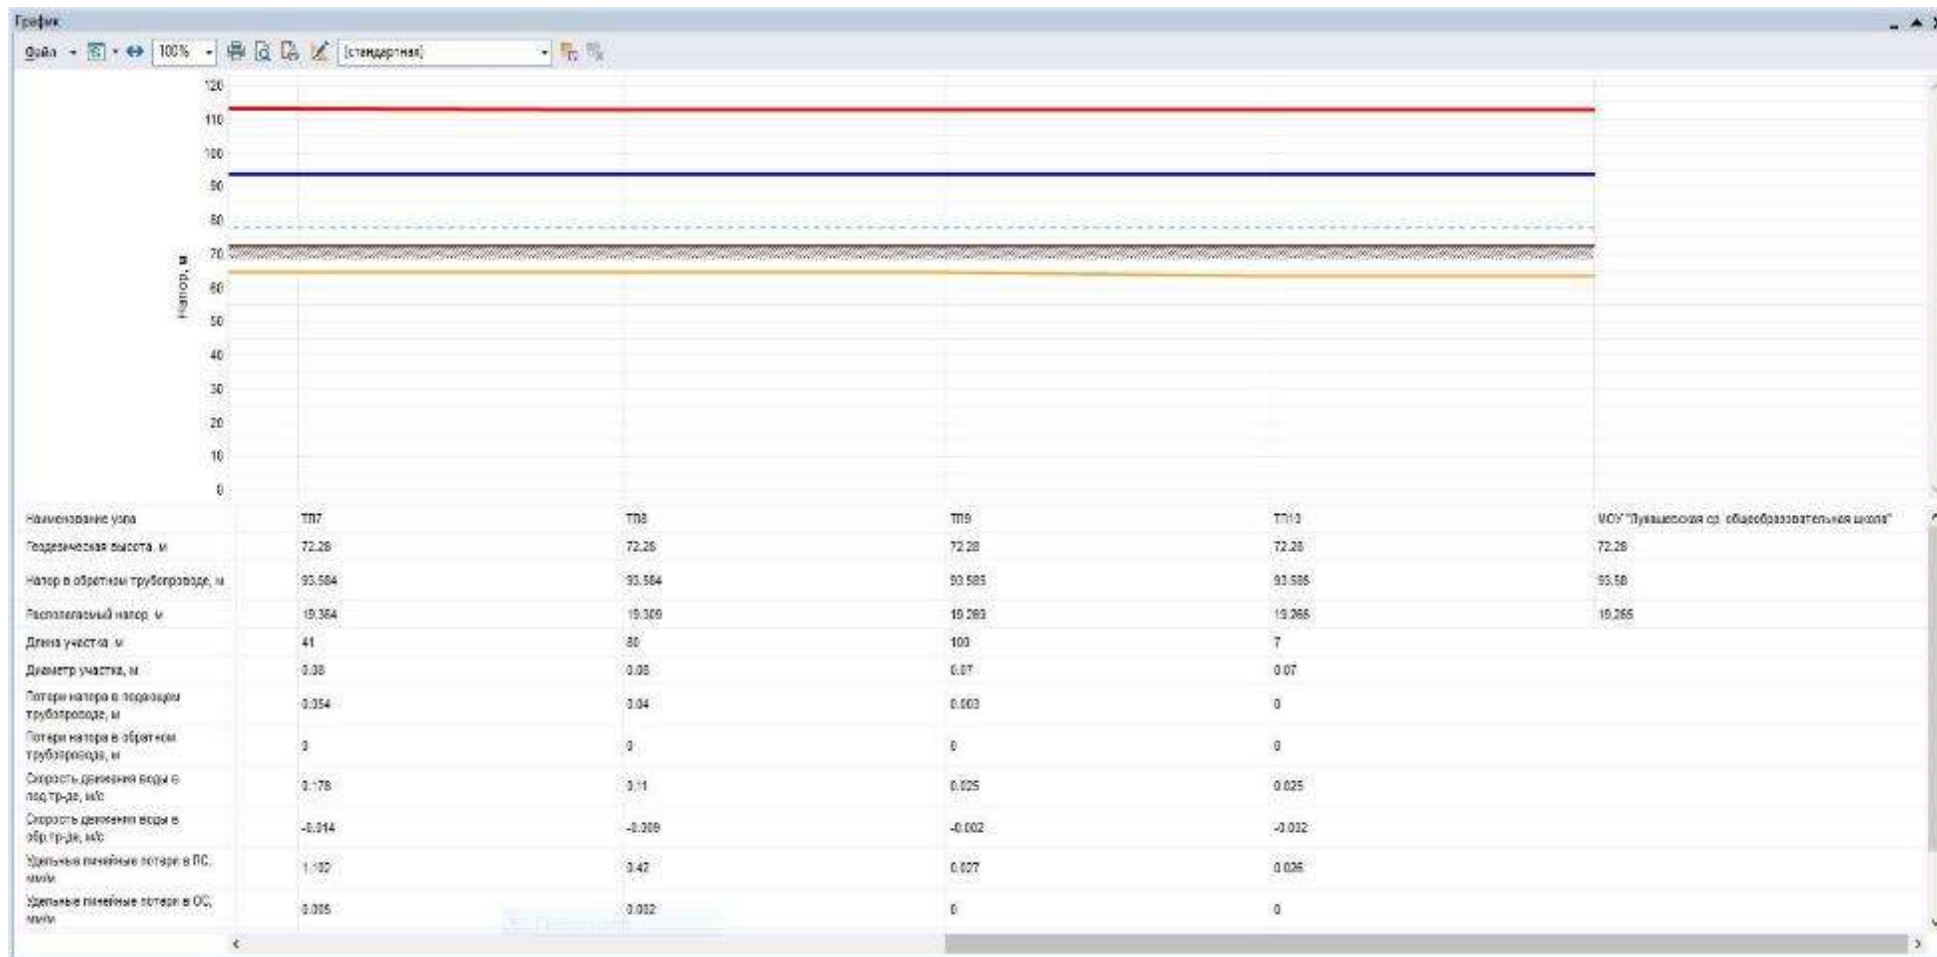 График
Файл 100% (стандартная)
120
110
100
90
80
70
60
50
40
30
20
10
0
Напор, м
Наименование узла ТП7 ТП8 ТП9 ТП10 МОУ "Лукашевская ср. общеобразовательная школа"
Геодезическая высота, м 72.28 72.28 72.28 72.28 72.28
Напор в обратном трубопроводе, м 93.584 93.584 93.585 93.585 93.58
Располагаемый напор, м 19.364 19.309 19.269 19.266 19.265
Длина участка, м 41 80 100 7
Диаметр участка, м 0.08 0.08 0.07 0.07
Потери напора в подающем
трубопроводе, м 0.054 0.04 0.003 0
Потери напора в обратном
трубопроводе, м 0 0 0 0
Скорость движения воды в
под.тр-де, м/с 0.178 0.11 0.025 0.025
Скорость движения воды в
обр.тр-де, м/с -0.014 -0.009 -0.002 -0.002
Удельные линейные потери в ПС,
мм/м 1.102 0.42 0.027 0.026
Удельные линейные потери в ОС,
мм/м 0.005 0.002 0 0